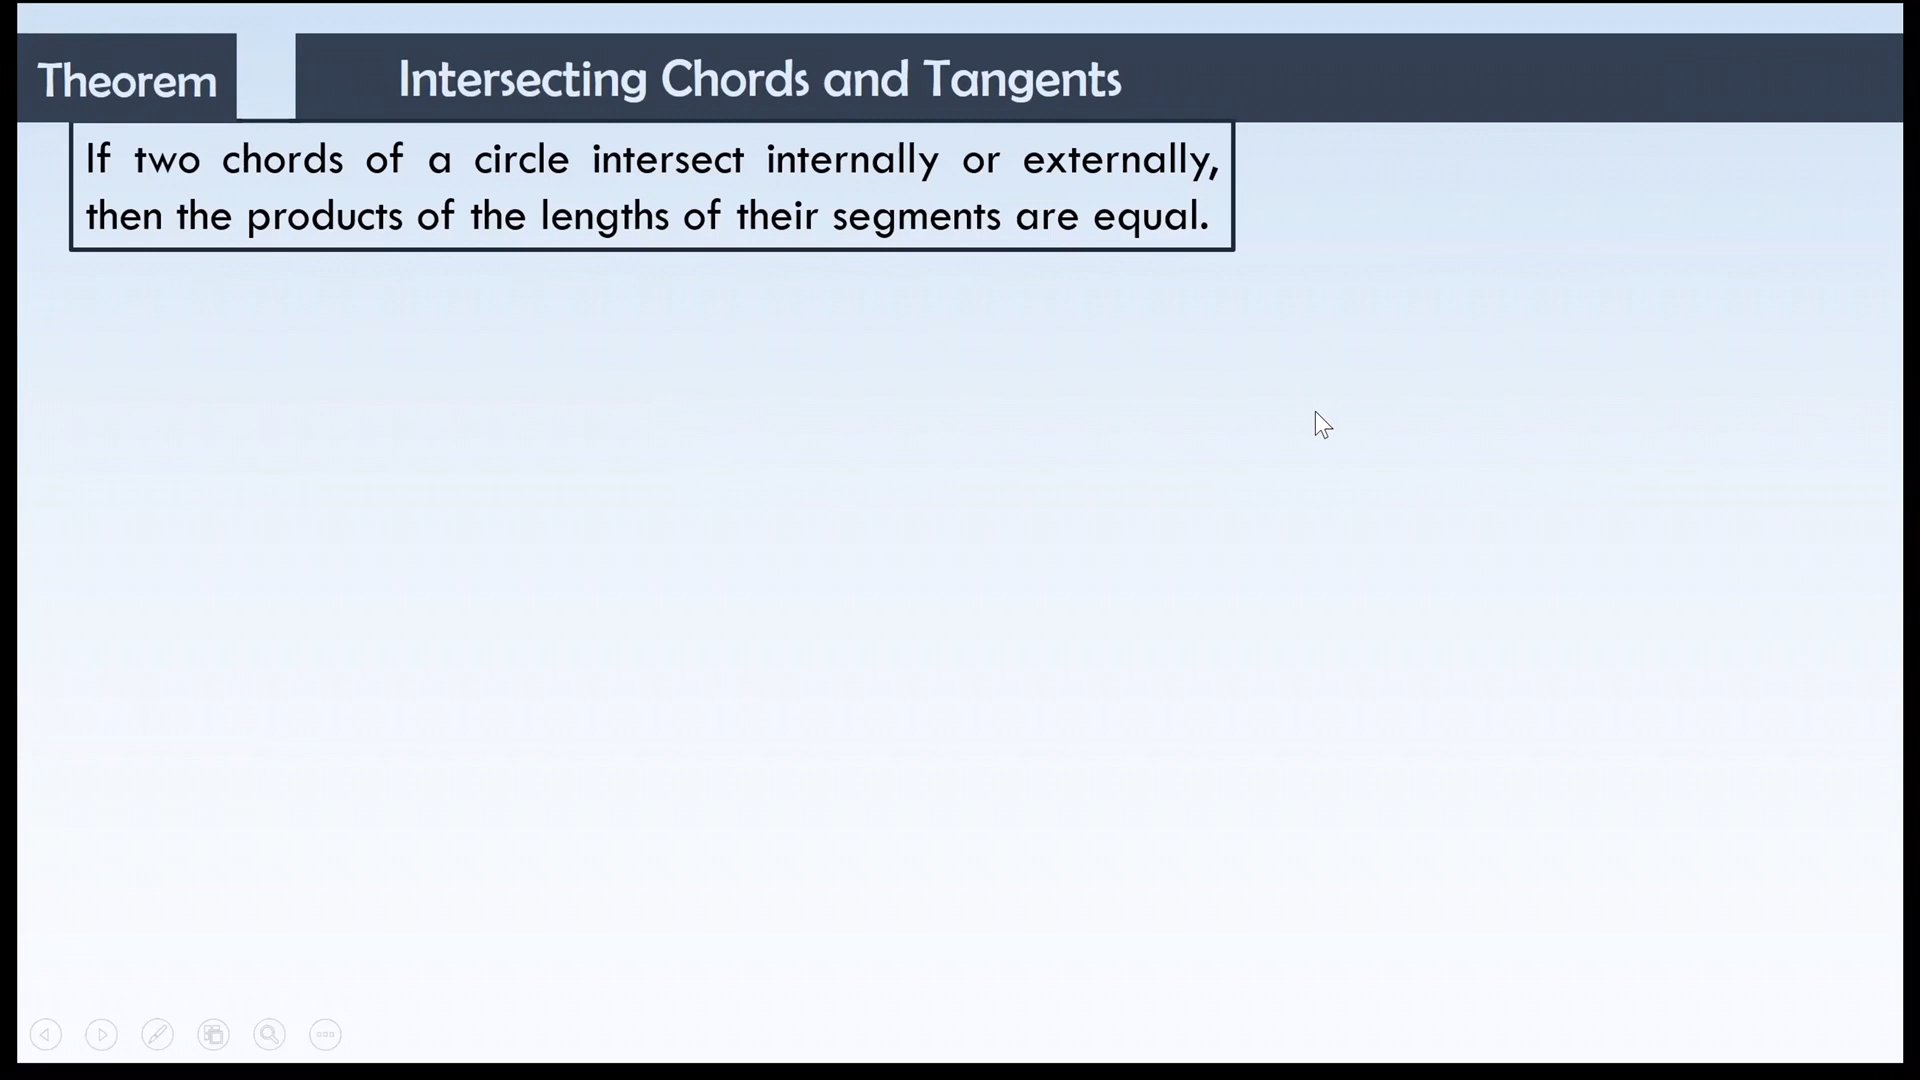 Theorem
Intersecting Chords and Tangents
If two chords of a circle intersect internally or externally,
then the products of the lengths of their segments are equal.